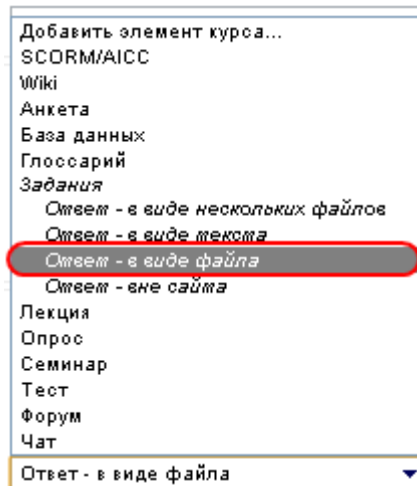 Добавить элемент курса...
SCORM/AICC
Wiki
Анкета
База данных
Глоссарий
Задания
Ответ - в виде нескольких файлов
Ответ - в виде текста
Ответ - в виде файла
Ответ - вне сайта
Лекция
Опрос
Семинар
Тест
Форум
Чат
Ответ - в виде файла